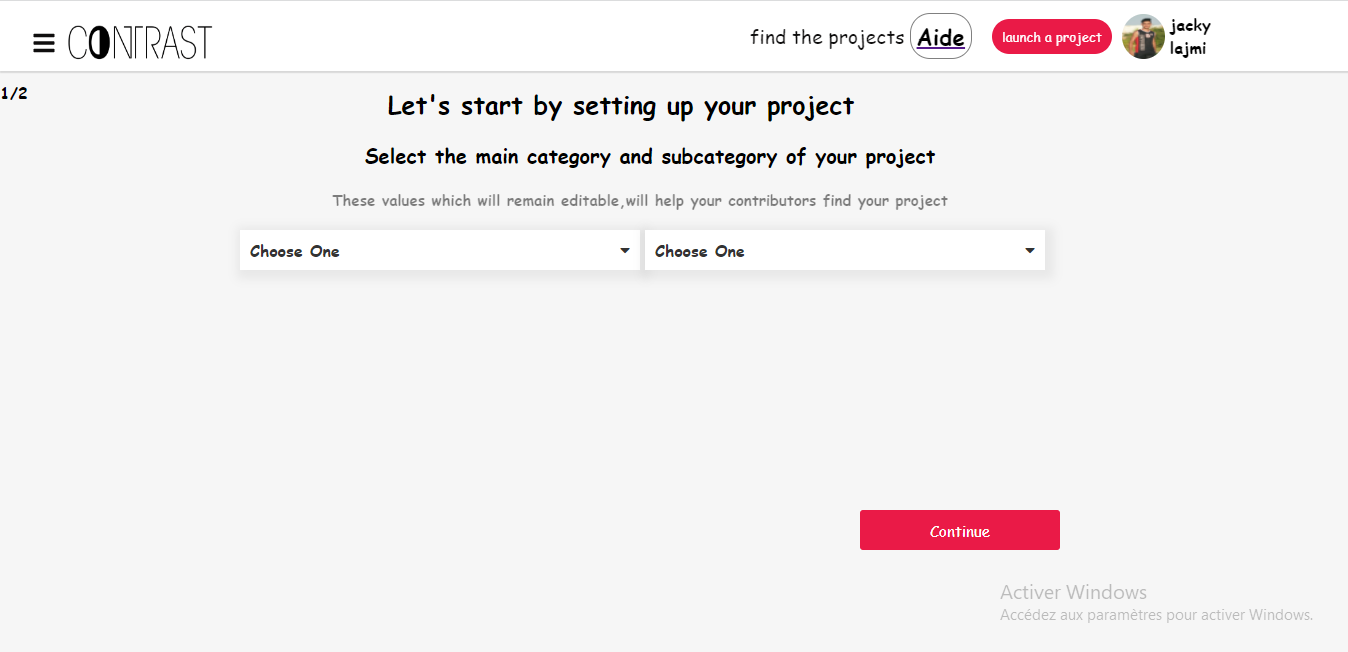 CONTRAST
find the projects Aide launch a project jacky
lajmi
1/2
Let's start by setting up your project
Select the main category and subcategory of your project
These values which will remain editable,will help your contributors find your project
Choose One Choose One
Continue
Activer Windows
Accédez aux paramètres pour activer Windows.